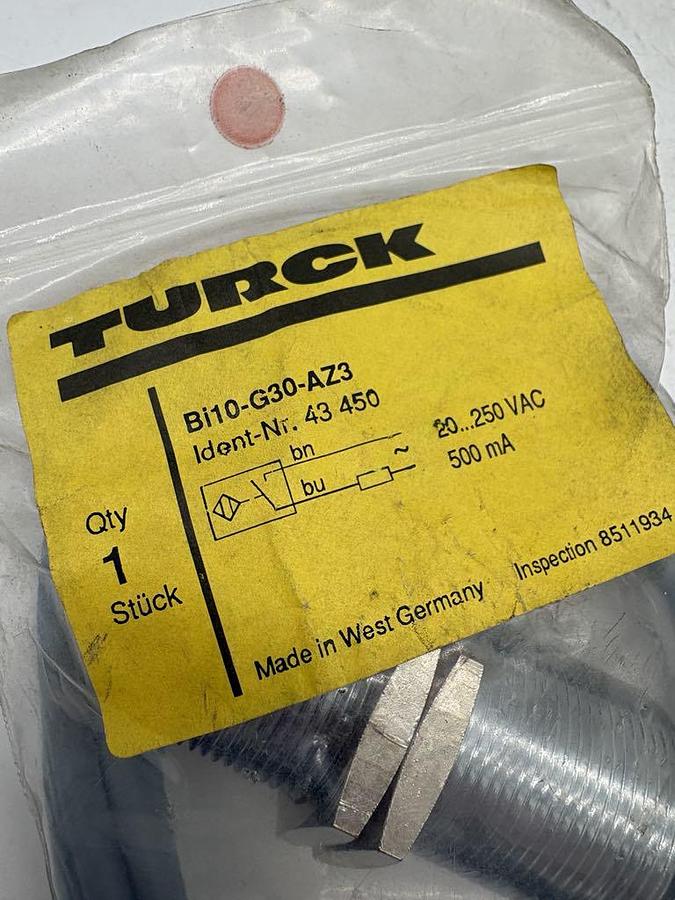 TURCK
Bi10-G30-AZ3
Ident-Nr. 43 450
bn
bu
~
20...250 VAC
500 mA
Qty
1
Stück
Made in West Germany
Inspection 8511934